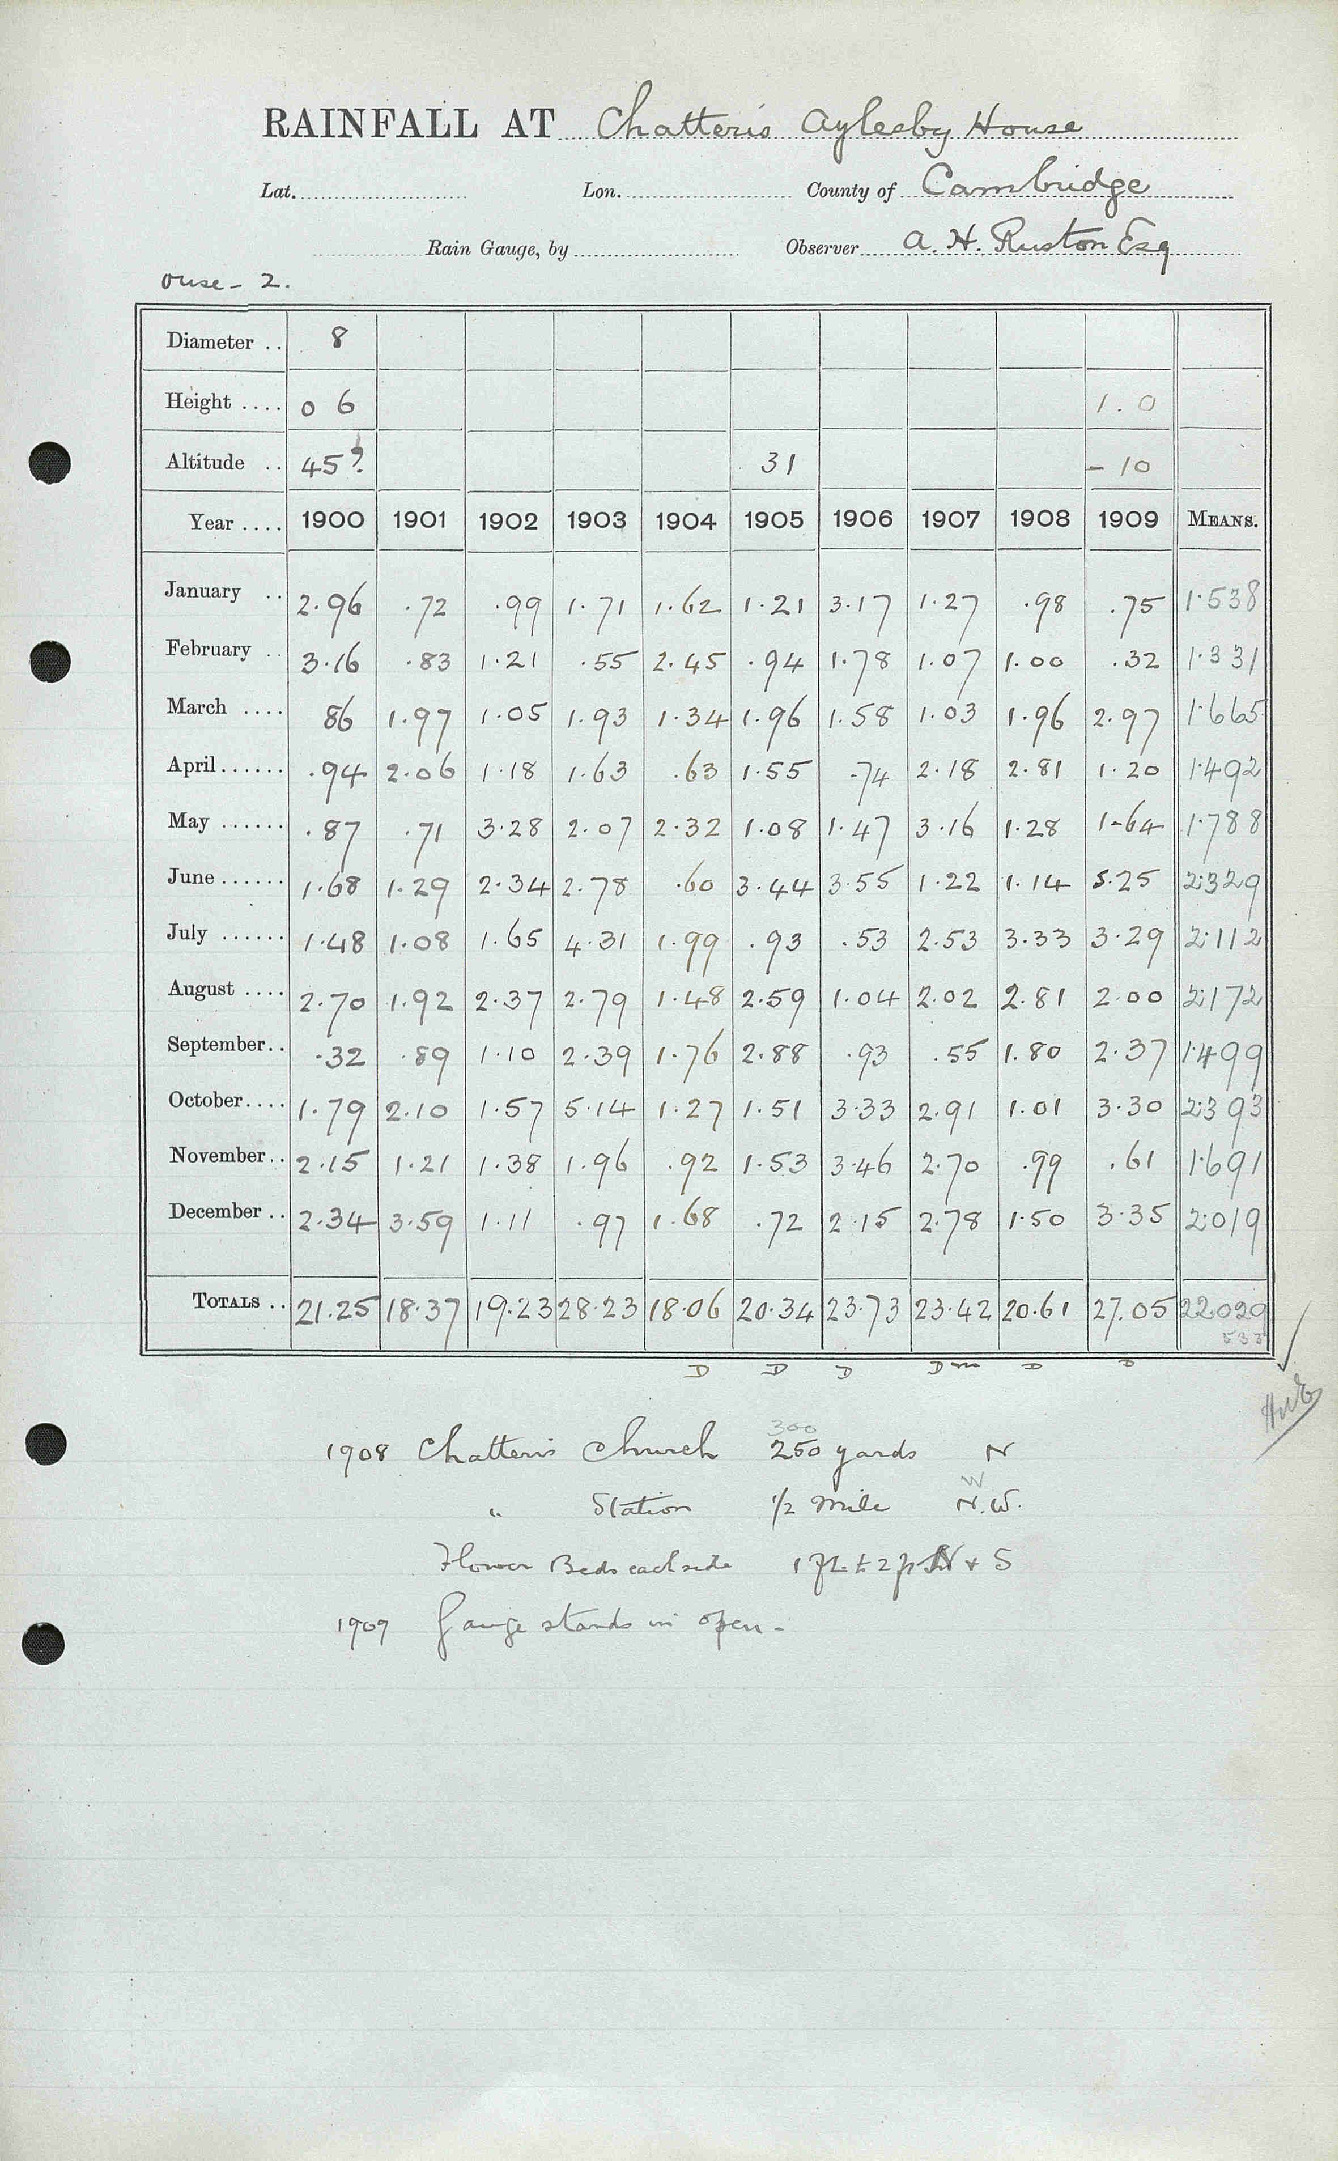 RAINFALL AT Chatteris Aylesby House
Lat. Lon. County of Cambridge
Rain Gauge, by Observer A. H. Ruston Esq
Ouse - 2.
Diameter .. 8
Height .... 0 6 1.0
Altitude .. 45? 31 - 10
Year .... 1900 1901 1902 1903 1904 1905 1906 1907 1908 1909 MEANS.
January .. 2.96 .72 .99 1.71 1.62 1.21 3.17 1.27 .98 .75 1.538
February .. 3.16 .83 1.21 .55 2.45 .94 1.78 1.07 1.00 .32 1.331
March .... 86 1.97 1.05 1.93 1.34 1.96 1.58 1.03 1.96 2.97 1.665
April ...... .94 2.06 1.18 1.63 .63 1.55 .74 2.18 2.81 1.20 1.492
May ...... .87 .71 3.28 2.07 2.32 1.08 1.47 3.16 1.28 1.64 1.788
June ...... 1.68 1.29 2.34 2.78 .60 3.44 3.55 1.22 1.14 5.25 2.329
July ...... 1.48 1.08 1.65 4.31 1.99 .93 .53 2.53 3.33 3.29 2.112
August .... 2.70 1.92 2.37 2.79 1.48 2.59 1.04 2.02 2.81 2.00 2.172
September .. .32 .89 1.10 2.39 1.76 2.88 .93 .55 1.80 2.37 1.499
October .... 1.79 2.10 1.57 5.14 1.27 1.51 3.33 2.91 1.01 3.30 2.393
November .. 2.15 1.21 1.38 1.96 .92 1.53 3.46 2.70 .99 .61 1.691
December .. 2.34 3.59 1.11 .97 1.68 .72 2.15 2.78 1.50 3.35 2.019
TOTALS .. 21.25 18.37 19.23 28.23 18.06 20.34 23.73 23.42 20.61 27.05 22.029
D D D Dm D D
300
1908 Chatteris Church 250 yards N
W
" Station 1/2 mile N.W.
Flower Beds each side 1 ft to 2 ft N + S
1909 Gauge stands in open -